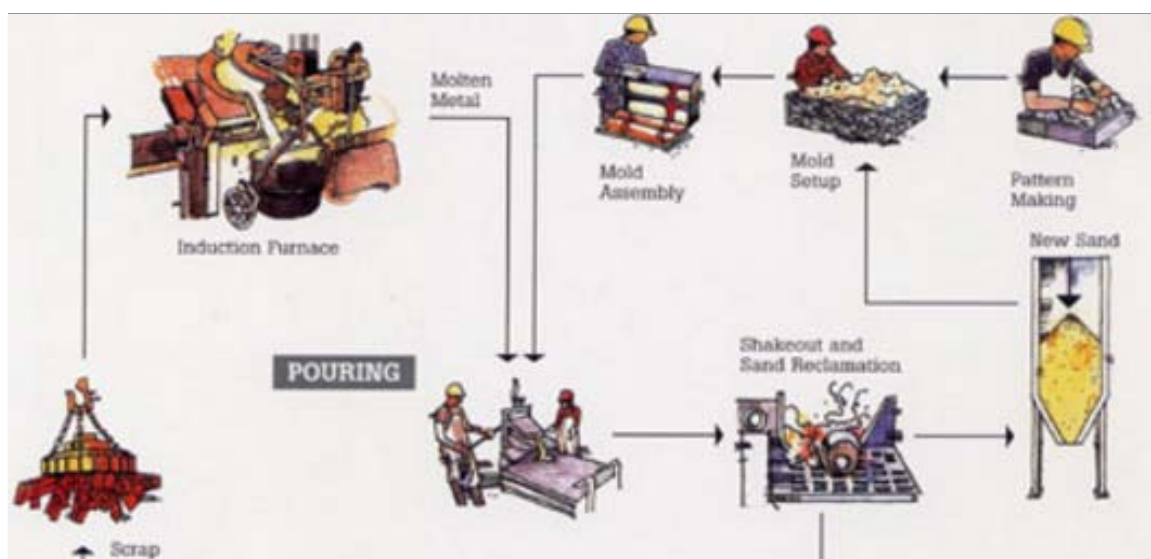 Molten
Metal
Induction Furnace
Mold
Assembly
Mold
Setup
Pattern
Making
New Sand
POURING
Shakeout and
Sand Reclamation
Scrap